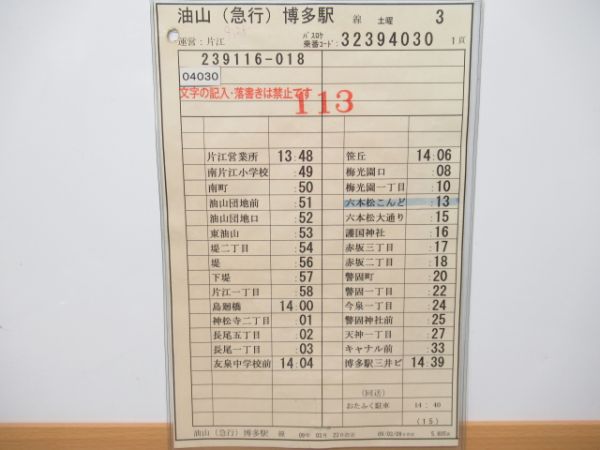 油山（急行）博多駅 線 土曜 3
運営：片江 バスロケ 乗番コード: 32394030 1頁
239116-018
04030
文字の記入・落書きは禁止です
113
片江営業所 13:48
南片江小学校 :49
南町 :50
油山団地前 :51
油山団地口 :52
東油山 :53
堤二丁目 :54
堤 :56
下堤 :57
片江一丁目 :58
鳥越橋 14:00
神松寺二丁目 :01
長尾五丁目 :02
長尾一丁目 :03
友泉中学校前 14:04
笹丘 14:06
梅光園口 :08
梅光園一丁目 :10
六本松こんど :13
六本松大通り :15
護国神社 :16
赤坂三丁目 :17
赤坂二丁目 :18
警固町 :20
警固一丁目 :22
今泉一丁目 :24
警固神社前 :25
天神一丁目 :27
キャナル前 :33
博多駅三井ビ 14:39
（回送）
おたふく駐車 14:40
(15)
油山（急行）博多駅 線